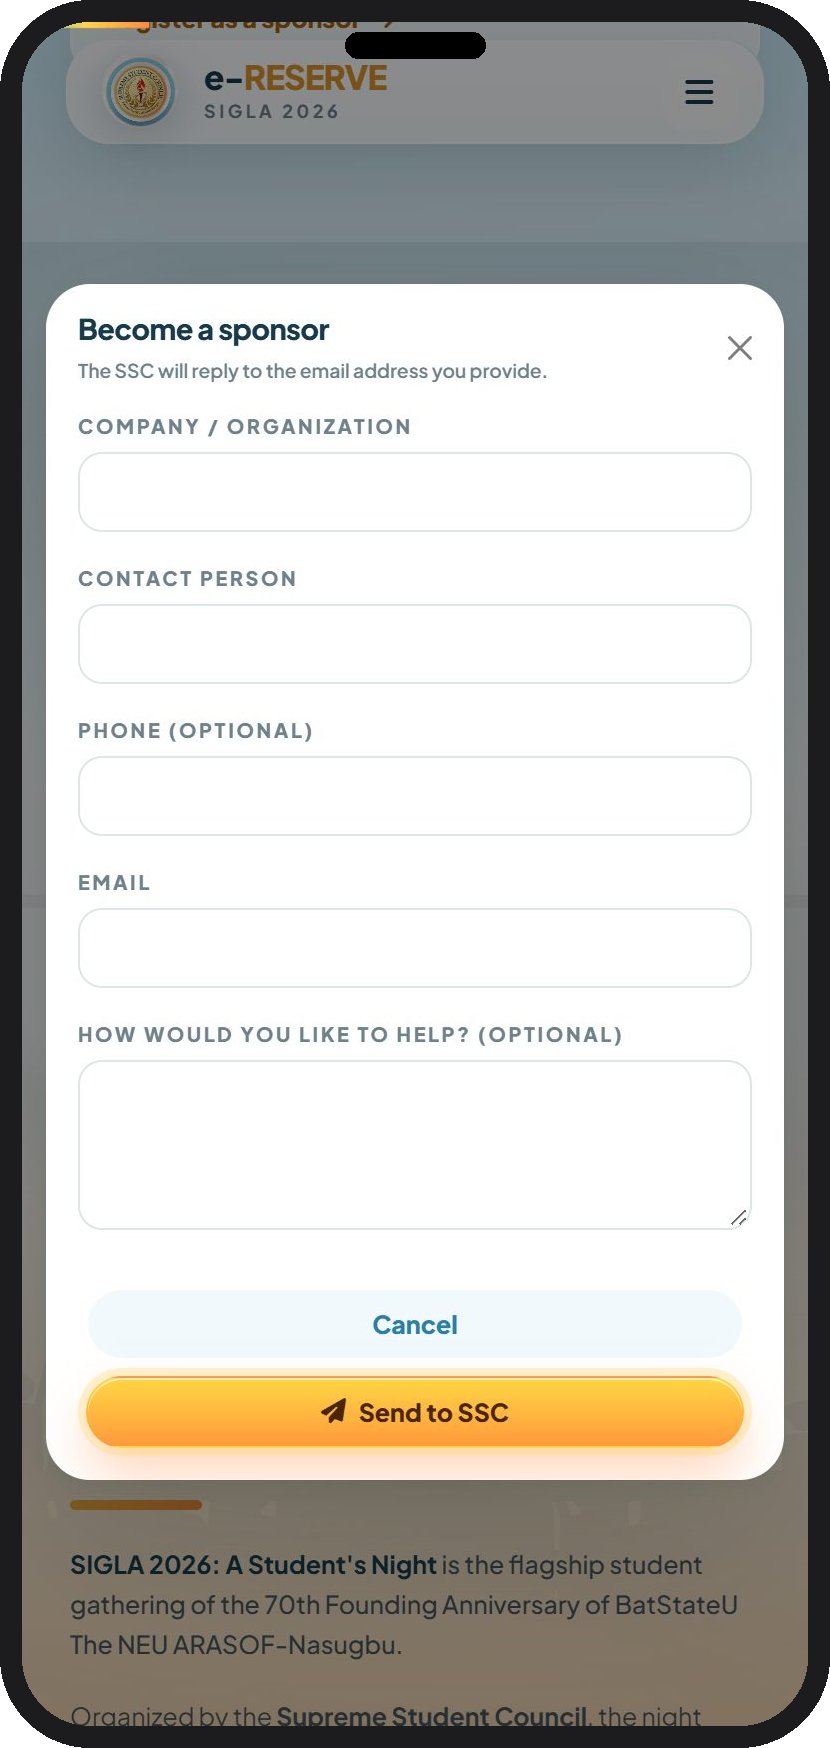 gister as a sponsor
e-RESERVE
SIGLA 2026
Become a sponsor
The SSC will reply to the email address you provide.
COMPANY / ORGANIZATION
CONTACT PERSON
PHONE (OPTIONAL)
EMAIL
HOW WOULD YOU LIKE TO HELP? (OPTIONAL)
Cancel
Send to SSC
SIGLA 2026: A Student's Night is the flagship student
gathering of the 70th Founding Anniversary of BatStateU
The NEU ARASOF-Nasugbu.
Organized by the Supreme Student Council, the night